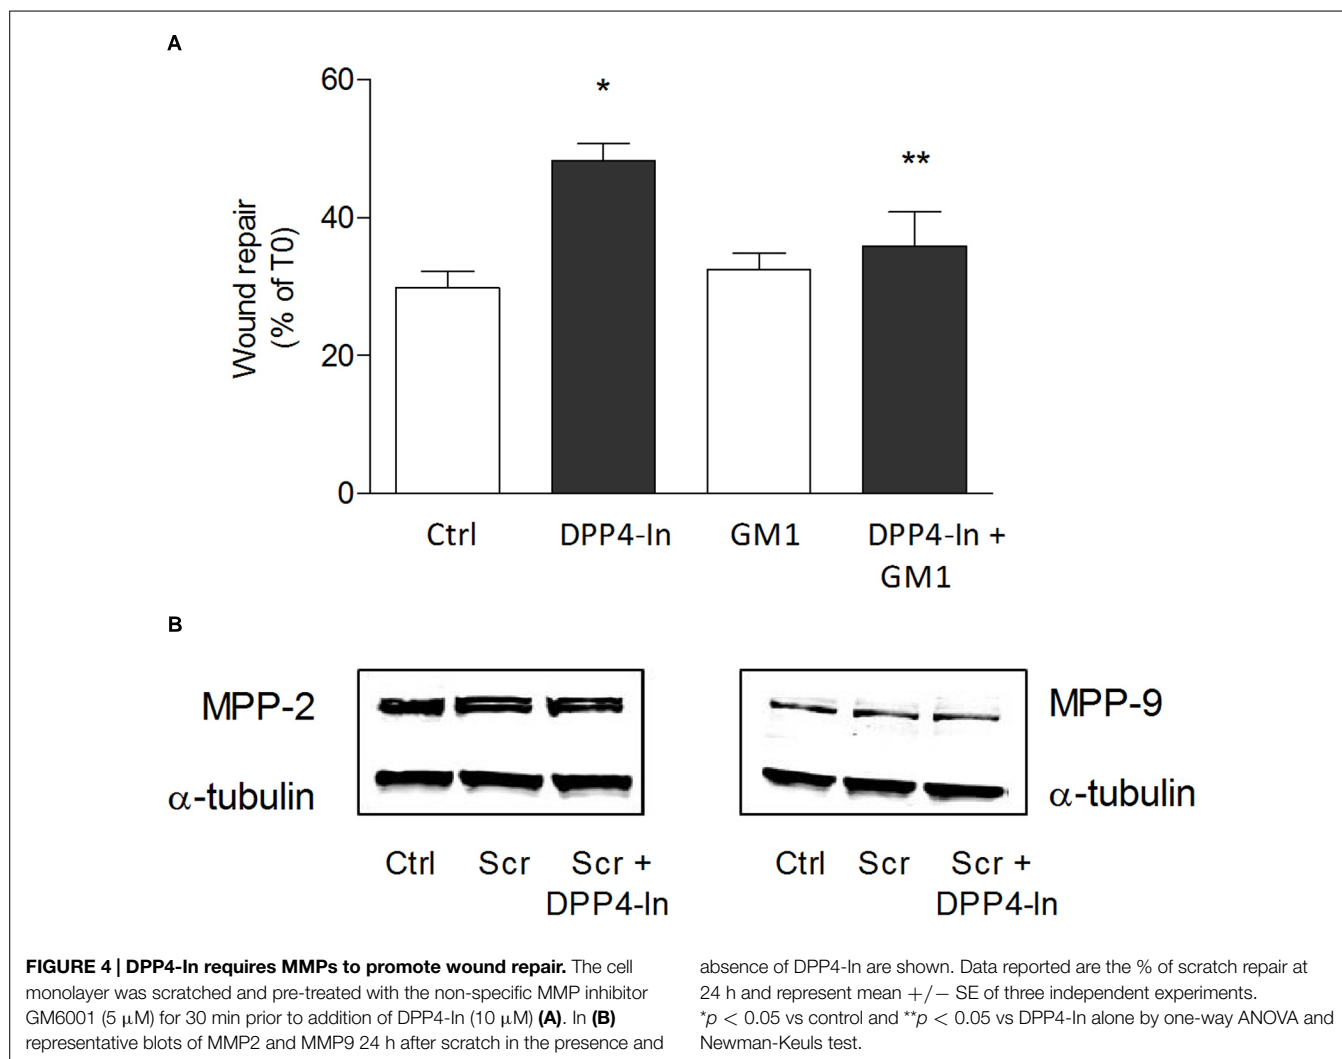 A
60
40
20
0
Wound repair
(% of T0)
*
**
Ctrl
DPP4-In
GM1
DPP4-In +
GM1
B
MPP-2
α-tubulin
Ctrl
Scr
Scr +
DPP4-In
MPP-9
α-tubulin
Ctrl
Scr
Scr +
DPP4-In
FIGURE 4 | DPP4-In requires MMPs to promote wound repair. The cell
monolayer was scratched and pre-treated with the non-specific MMP inhibitor
GM6001 (5 μM) for 30 min prior to addition of DPP4-In (10 μM) (A). In (B)
representative blots of MMP2 and MMP9 24 h after scratch in the presence and
absence of DPP4-In are shown. Data reported are the % of scratch repair at
24 h and represent mean +/− SE of three independent experiments.
*p < 0.05 vs control and **p < 0.05 vs DPP4-In alone by one-way ANOVA and
Newman-Keuls test.